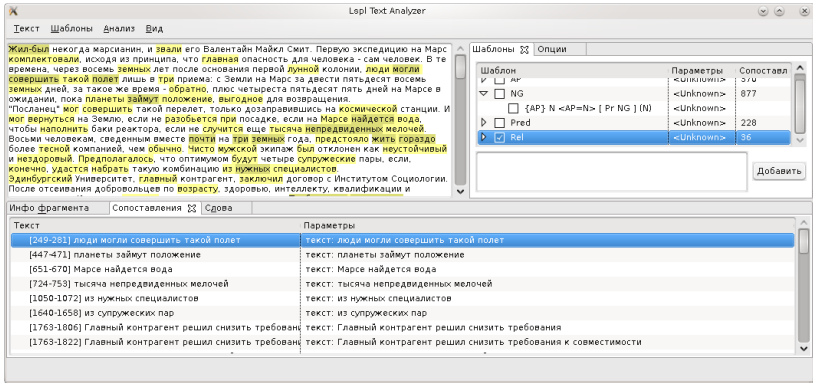 Lspl Text Analyzer
Текст Шаблоны Анализ Вид
Жил-был некогда марсианин, и звали его Валентайн Майкл Смит. Первую экспедицию на Марс
комплектовали, исходя из принципа, что главная опасность для человека - сам человек. В те
времена, через восемь земных лет после основания первой лунной колонии, люди могли
совершить такой полет лишь в три приема: с Земли на Марс за двести пятьдесят восемь
земных дней, за такое же время - обратно, плюс четыреста пятьдесят пять дней на Марсе в
ожидании, пока планеты займут положение, выгодное для возвращения.
"Посланец" мог совершить такой перелет, только дозаправившись на космической станции. И
мог вернуться на Землю, если не разобьется при посадке, если на Марсе найдется вода,
чтобы наполнить баки реактора, если не случится еще тысяча непредвиденных мелочей.
Восьми человекам, сведенным вместе почти на три земных года, предстояло жить гораздо
более тесной компанией, чем обычно. Чисто мужской экипаж был отклонен как неустойчивый
и нездоровый. Предполагалось, что оптимумом будут четыре супружеские пары, если,
конечно, удастся набрать такую комбинацию из нужных специалистов.
Эдинбургский Университет, главный контрагент, заключил договор с Институтом Социологии.
После отсеивания добровольцев по возрасту, здоровью, интеллекту, квалификации и
Шаблоны Опции
Шаблон Параметры Сопоставл
AP <Unknown> 570
NG <Unknown> 877
{AP} N <AP=N> [ Pr NG ] (N) <Unknown>
Pred <Unknown> 228
Rel <Unknown> 36
Добавить
Инфо фрагмента Сопоставления Слова
Текст Параметры
[249-281] люди могли совершить такой полет текст: люди могли совершить такой полет
[447-471] планеты займут положение текст: планеты займут положение
[651-670] Марсе найдется вода текст: Марсе найдется вода
[724-753] тысяча непредвиденных мелочей текст: тысяча непредвиденных мелочей
[1050-1072] из нужных специалистов текст: из нужных специалистов
[1640-1658] из супружеских пар текст: из супружеских пар
[1763-1806] Главный контрагент решил снизить требован текст: Главный контрагент решил снизить требования
[1763-1822] Главный контрагент решил снизить требован текст: Главный контрагент решил снизить требования к совместимости